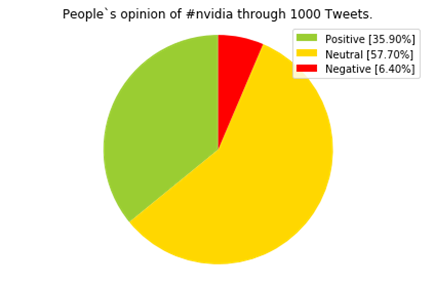 People`s opinion of #nvidia through 1000 Tweets.
Positive [35.90%]
Neutral [57.70%]
Negative [6.40%]